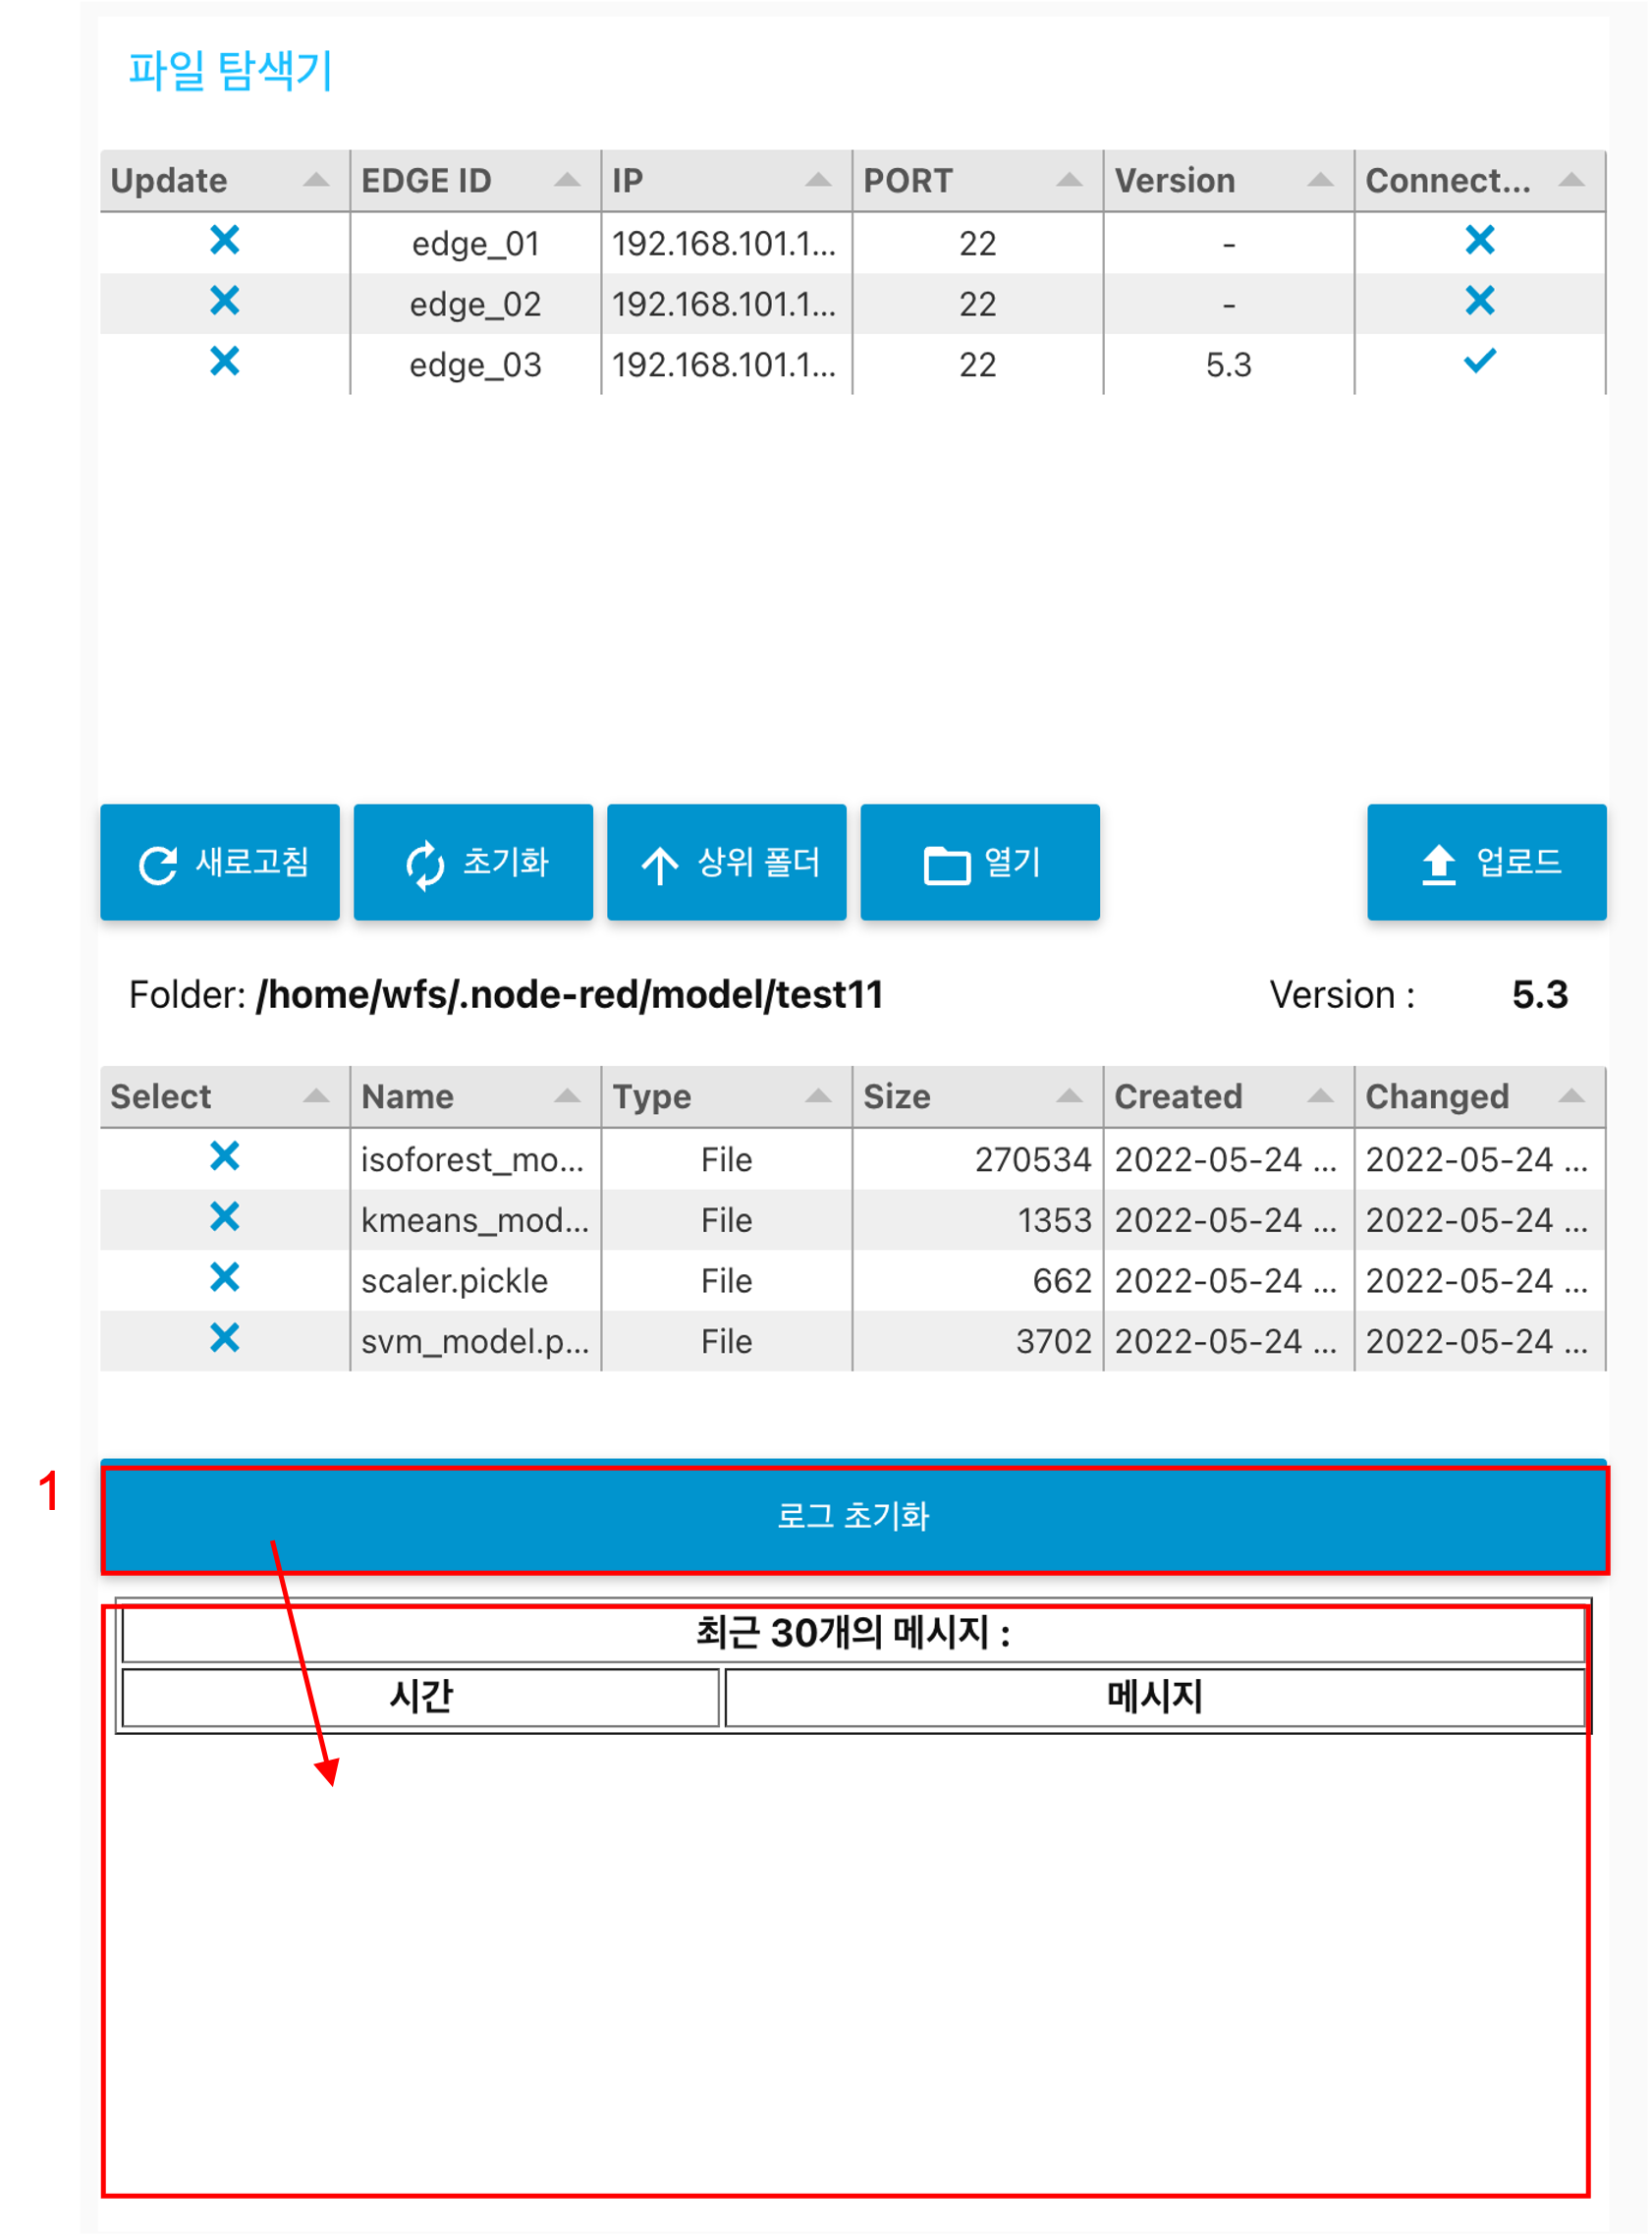 파일 탐색기
Update EDGE ID IP PORT Version Connect...
edge_01 192.168.101.1... 22 -
edge_02 192.168.101.1... 22 -
edge_03 192.168.101.1... 22 5.3
새로고침 초기화 상위 폴더 열기 업로드
Folder: /home/wfs/.node-red/model/test11 Version : 5.3
Select Name Type Size Created Changed
isoforest_mo... File 270534 2022-05-24 ... 2022-05-24 ...
kmeans_mod... File 1353 2022-05-24 ... 2022-05-24 ...
scaler.pickle File 662 2022-05-24 ... 2022-05-24 ...
svm_model.p... File 3702 2022-05-24 ... 2022-05-24 ...
1
로그 초기화
최근 30개의 메시지 :
시간 메시지